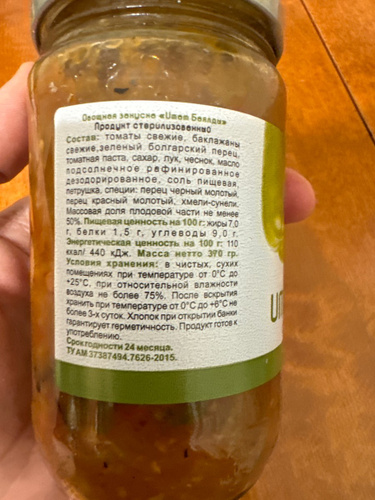 Овощная закуска «Имам Баялди»
Продукт стерилизованный
Состав: томаты свежие, баклажаны
свежие,зеленый болгарский перец,
томатная паста, сахар, лук, чеснок, масло
подсолнечное рафинированное
дезодорированное, соль пищевая,
петрушка, специи: перец черный молотый,
перец красный молотый, хмели-сунели.
Массовая доля плодовой части не менее
50%. Пищевая ценность на 100 г: жиры 7,0
г, белки 1,5 г, углеводы 9,0 г.
Энергетическая ценность на 100 г: 110
ккал/ 440 кДж. Масса нетто 370 гр.
Условия хранения: в чистых, сухих
помещениях при температуре от 0°С до
+25°С, при относительной влажности
воздуха не более 75%. После вскрытия
хранить при температуре от 0°С до +6°С не
более 3-х суток. Хлопок при открытии банки
гарантирует герметичность. Продукт готов к
употреблению.
Срок годности 24 месяца.
ТУ АМ 37387494.7626-2015.